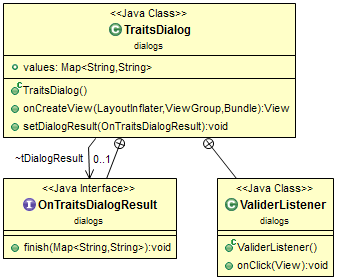 <<Java Class>>
TraitsDialog
dialogs
values: Map<String,String>
TraitsDialog()
onCreateView(LayoutInflater,ViewGroup,Bundle):View
setDialogResult(OnTraitsDialogResult):void
~tDialogResult 0..1
<<Java Interface>>
OnTraitsDialogResult
dialogs
finish(Map<String,String>):void
<<Java Class>>
ValiderListener
dialogs
ValiderListener()
onClick(View):void